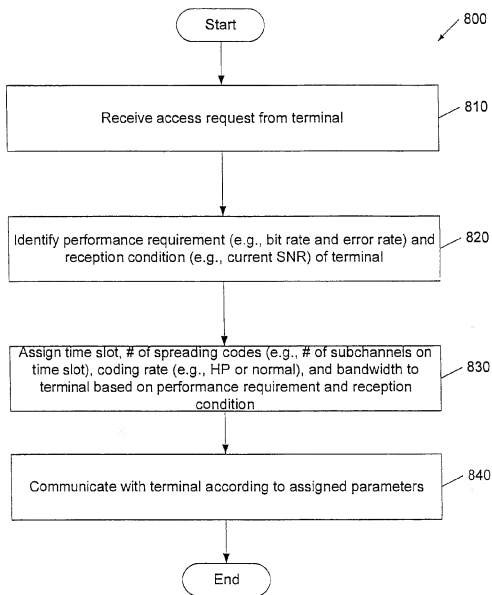 Start
800
Receive access request from terminal
810
Identify performance requirement (e.g., bit rate and error rate) and
reception condition (e.g., current SNR) of terminal
820
Assign time slot, # of spreading codes (e.g., # of subchannels on
time slot), coding rate (e.g., HP or normal), and bandwidth to
terminal based on performance requirement and reception
condition
830
Communicate with terminal according to assigned parameters
840
End